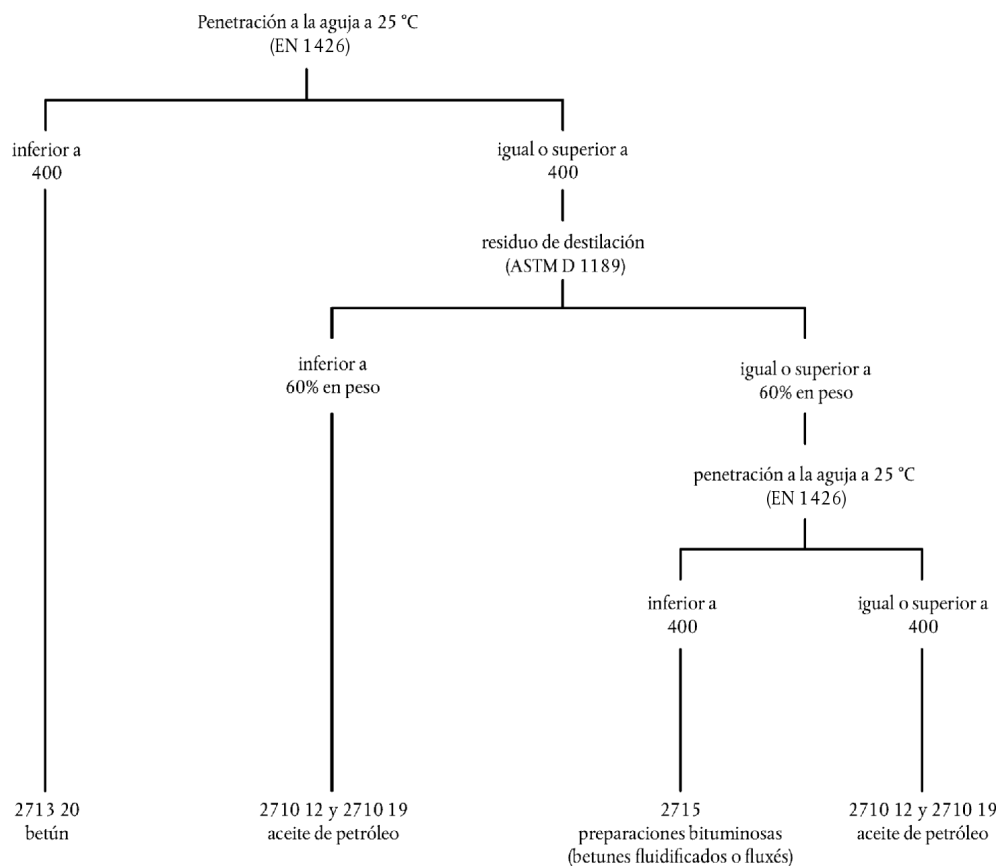 Penetración a la aguja a 25 °C
(EN 1426)
inferior a
400
igual o superior a
400
residuo de destilación
(ASTM D 1189)
inferior a
60% en peso
igual o superior a
60% en peso
penetración a la aguja a 25 °C
(EN 1426)
inferior a
400
igual o superior a
400
2713 20
betún
2710 12 y 2710 19
aceite de petróleo
2715
preparaciones bituminosas
(betunes fluidificados o fluxés)
2710 12 y 2710 19
aceite de petróleo